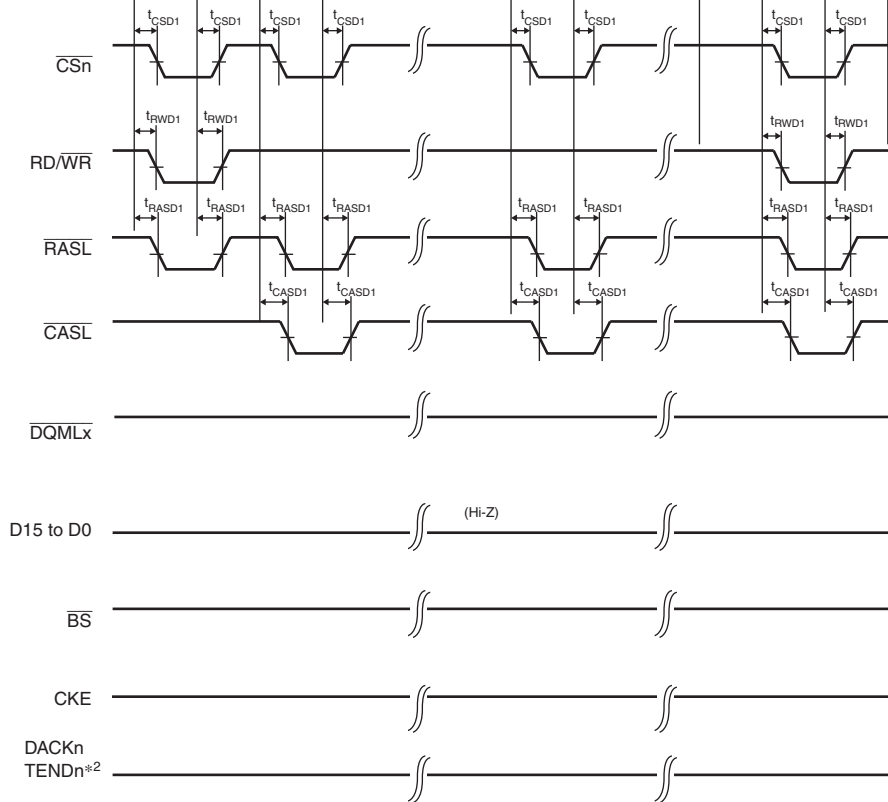 tCSD1 tCSD1 tCSD1 tCSD1 tCSD1 tCSD1 tCSD1 tCSD1
CSn
tRWD1 tRWD1 tRWD1 tRWD1
RD/WR
tRASD1 tRASD1 tRASD1 tRASD1 tRASD1 tRASD1 tRASD1 tRASD1
RASL
tCASD1 tCASD1 tCASD1 tCASD1 tCASD1 tCASD1
CASL
DQMLx
(Hi-Z)
D15 to D0
BS
CKE
DACKn
TENDn*2